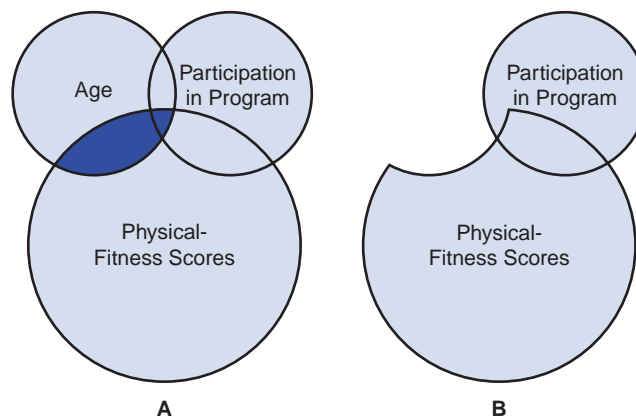 Age
Participation
in Program
Physical-
Fitness Scores
A
Participation
in Program
Physical-
Fitness Scores
B